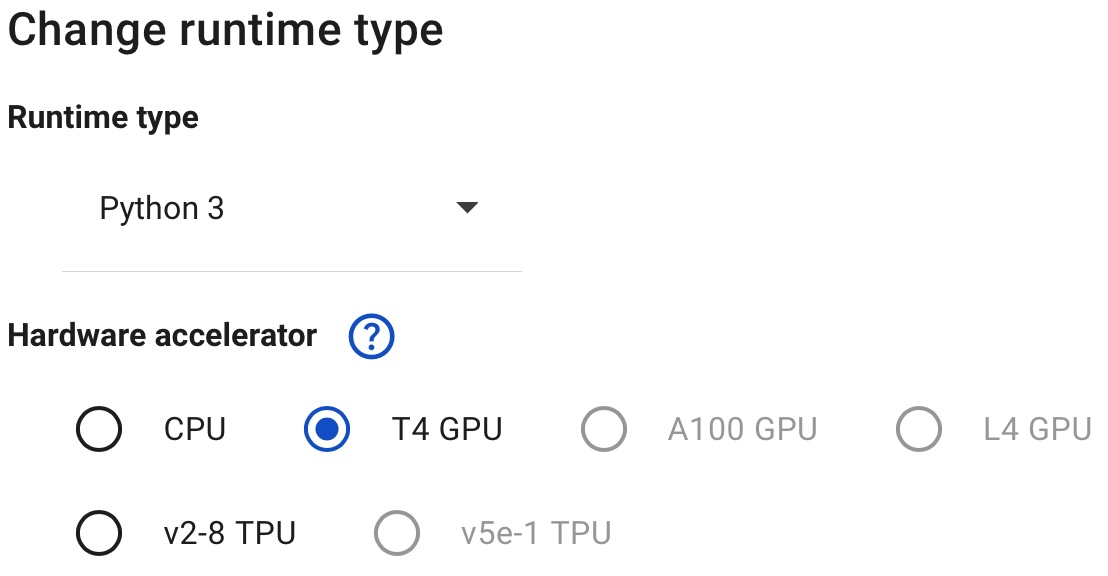 Change runtime type
Runtime type
Python 3
Hardware accelerator ?
CPU T4 GPU A100 GPU L4 GPU
v2-8 TPU v5e-1 TPU